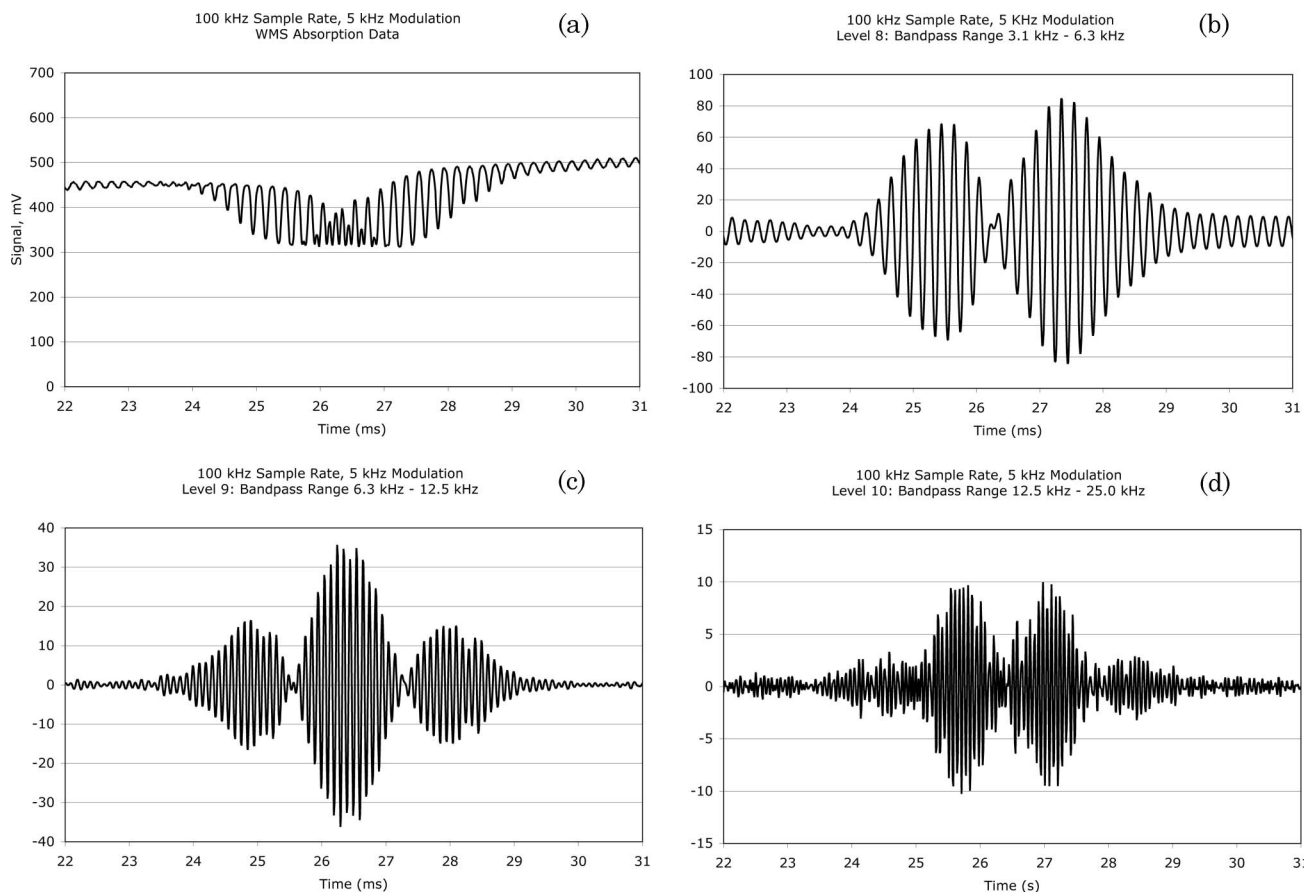 100 kHz Sample Rate, 5 kHz Modulation
WMS Absorption Data
(a)
Signal, mV
700
600
500
400
300
200
100
0
22 23 24 25 26 27 28 29 30 31
Time (ms)
100 kHz Sample Rate, 5 KHz Modulation
Level 8: Bandpass Range 3.1 kHz - 6.3 kHz
(b)
100
80
60
40
20
0
-20
-40
-60
-80
-100
22 23 24 25 26 27 28 29 30 31
Time (ms)
100 kHz Sample Rate, 5 kHz Modulation
Level 9: Bandpass Range 6.3 kHz - 12.5 kHz
(c)
40
30
20
10
0
-10
-20
-30
-40
22 23 24 25 26 27 28 29 30 31
Time (ms)
100 kHz Sample Rate, 5 kHz Modulation
Level 10: Bandpass Range 12.5 kHz - 25.0 kHz
(d)
15
10
5
0
-5
-10
-15
22 23 24 25 26 27 28 29 30 31
Time (s)